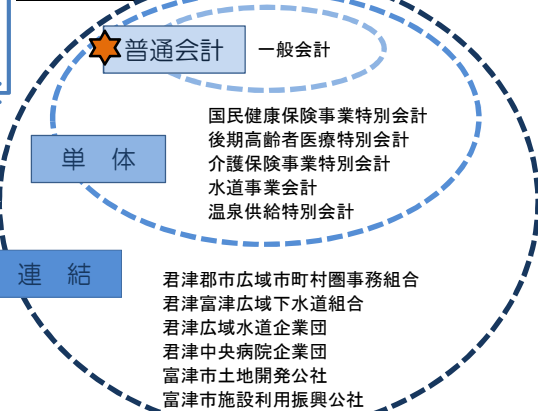 普通会計
一般会計
国民健康保険事業特別会計
後期高齢者医療特別会計
介護保険事業特別会計
水道事業会計
温泉供給特別会計
単 体
連 結
君津郡市広域市町村圏事務組合
君津富津広域下水道組合
君津広域水道企業団
君津中央病院企業団
富津市土地開発公社
富津市施設利用振興公社